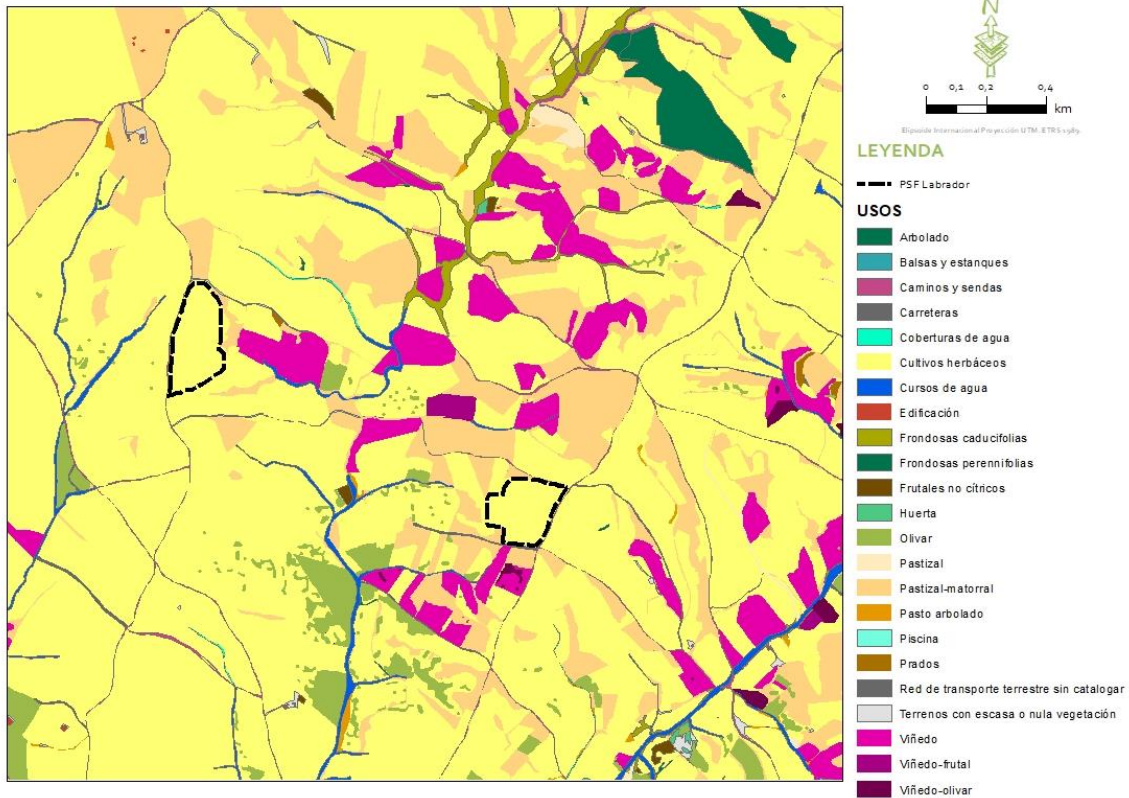 N
0 0,1 0,2 0,4
km
Elipsoide Internacional Proyección UTM. ETRS 1989.
LEYENDA
PSF Labrador
USOS
Arbolado
Balsas y estanques
Caminos y sendas
Carreteras
Coberturas de agua
Cultivos herbáceos
Cursos de agua
Edificación
Frondosas caducifolias
Frondosas perennifolias
Frutales no cítricos
Huerta
Olivar
Pastizal
Pastizal-matorral
Pasto arbolado
Piscina
Prados
Red de transporte terrestre sin catalogar
Terrenos con escasa o nula vegetación
Viñedo
Viñedo-frutal
Viñedo-olivar